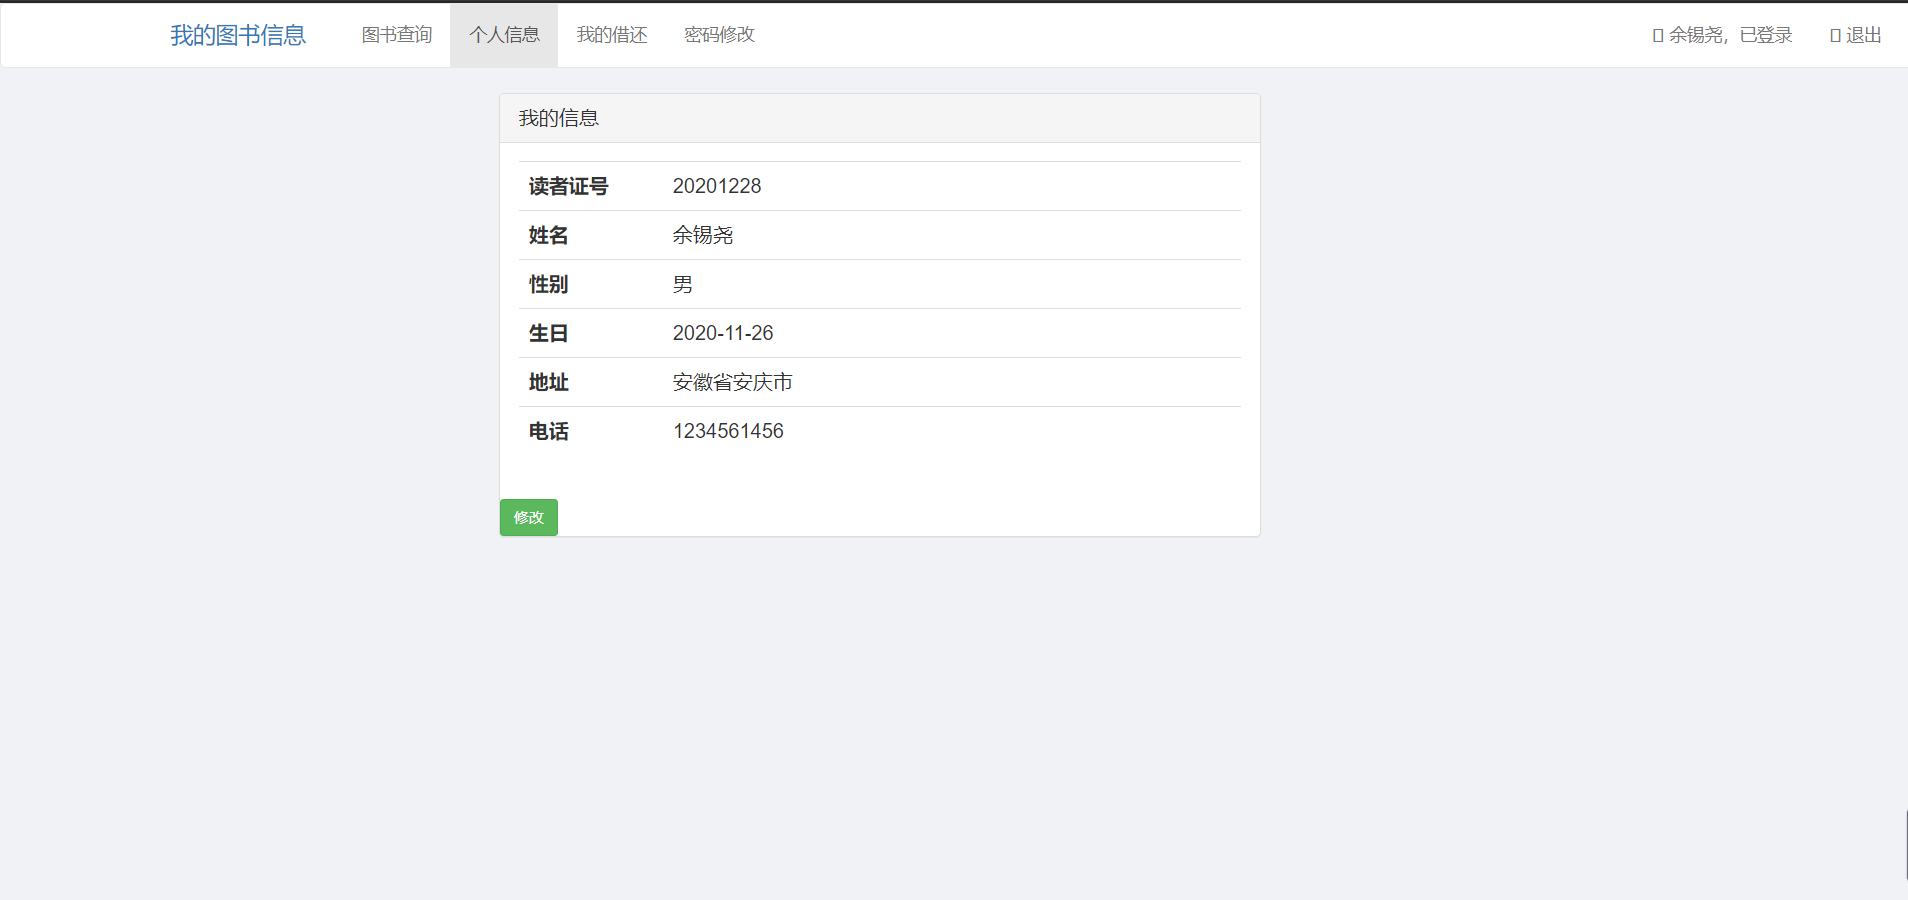 我的图书信息 图书查询 个人信息 我的借还 密码修改 余锡尧，已登录 退出
我的信息
读者证号 20201228
姓名 余锡尧
性别 男
生日 2020-11-26
地址 安徽省安庆市
电话 1234561456
修改